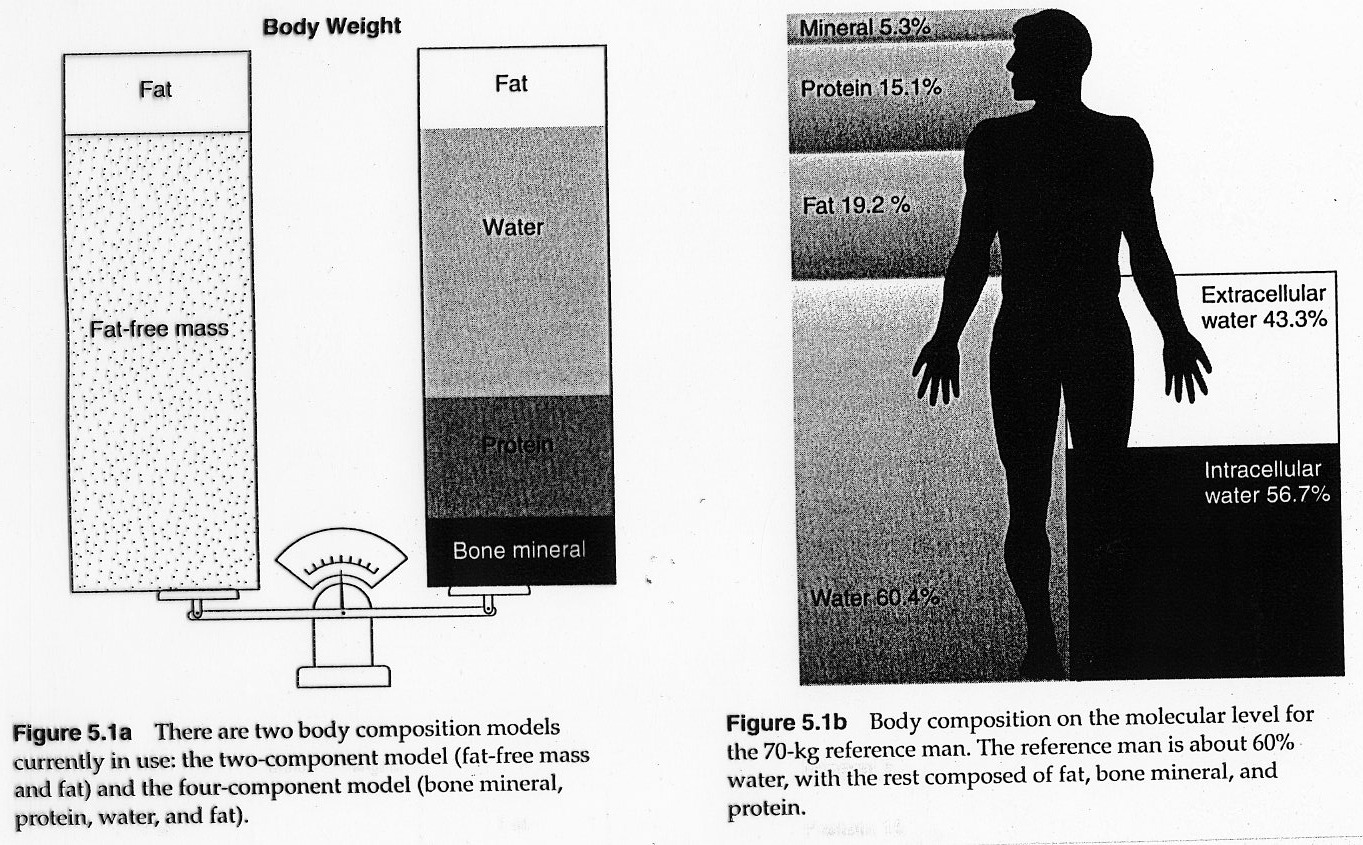 Body Weight
Fat
Fat-free mass
Fat
Water
Protein
Bone mineral
Figure 5.1a There are two body composition models
currently in use: the two-component model (fat-free mass
and fat) and the four-component model (bone mineral,
protein, water, and fat).
Mineral 5.3%
Protein 15.1%
Fat 19.2 %
Water 60.4%
Extracellular
water 43.3%
Intracellular
water 56.7%
Figure 5.1b Body composition on the molecular level for
the 70-kg reference man. The reference man is about 60%
water, with the rest composed of fat, bone mineral, and
protein.